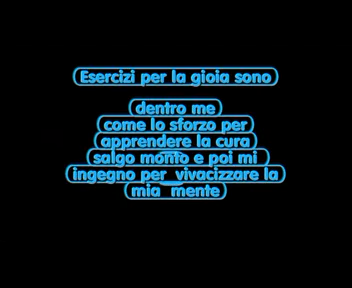 Esercizi per la gioia sono
dentro me
come lo sforzo per
apprendere la cura
salgo monto e poi mi
ingegno per vivacizzare la
mia mente